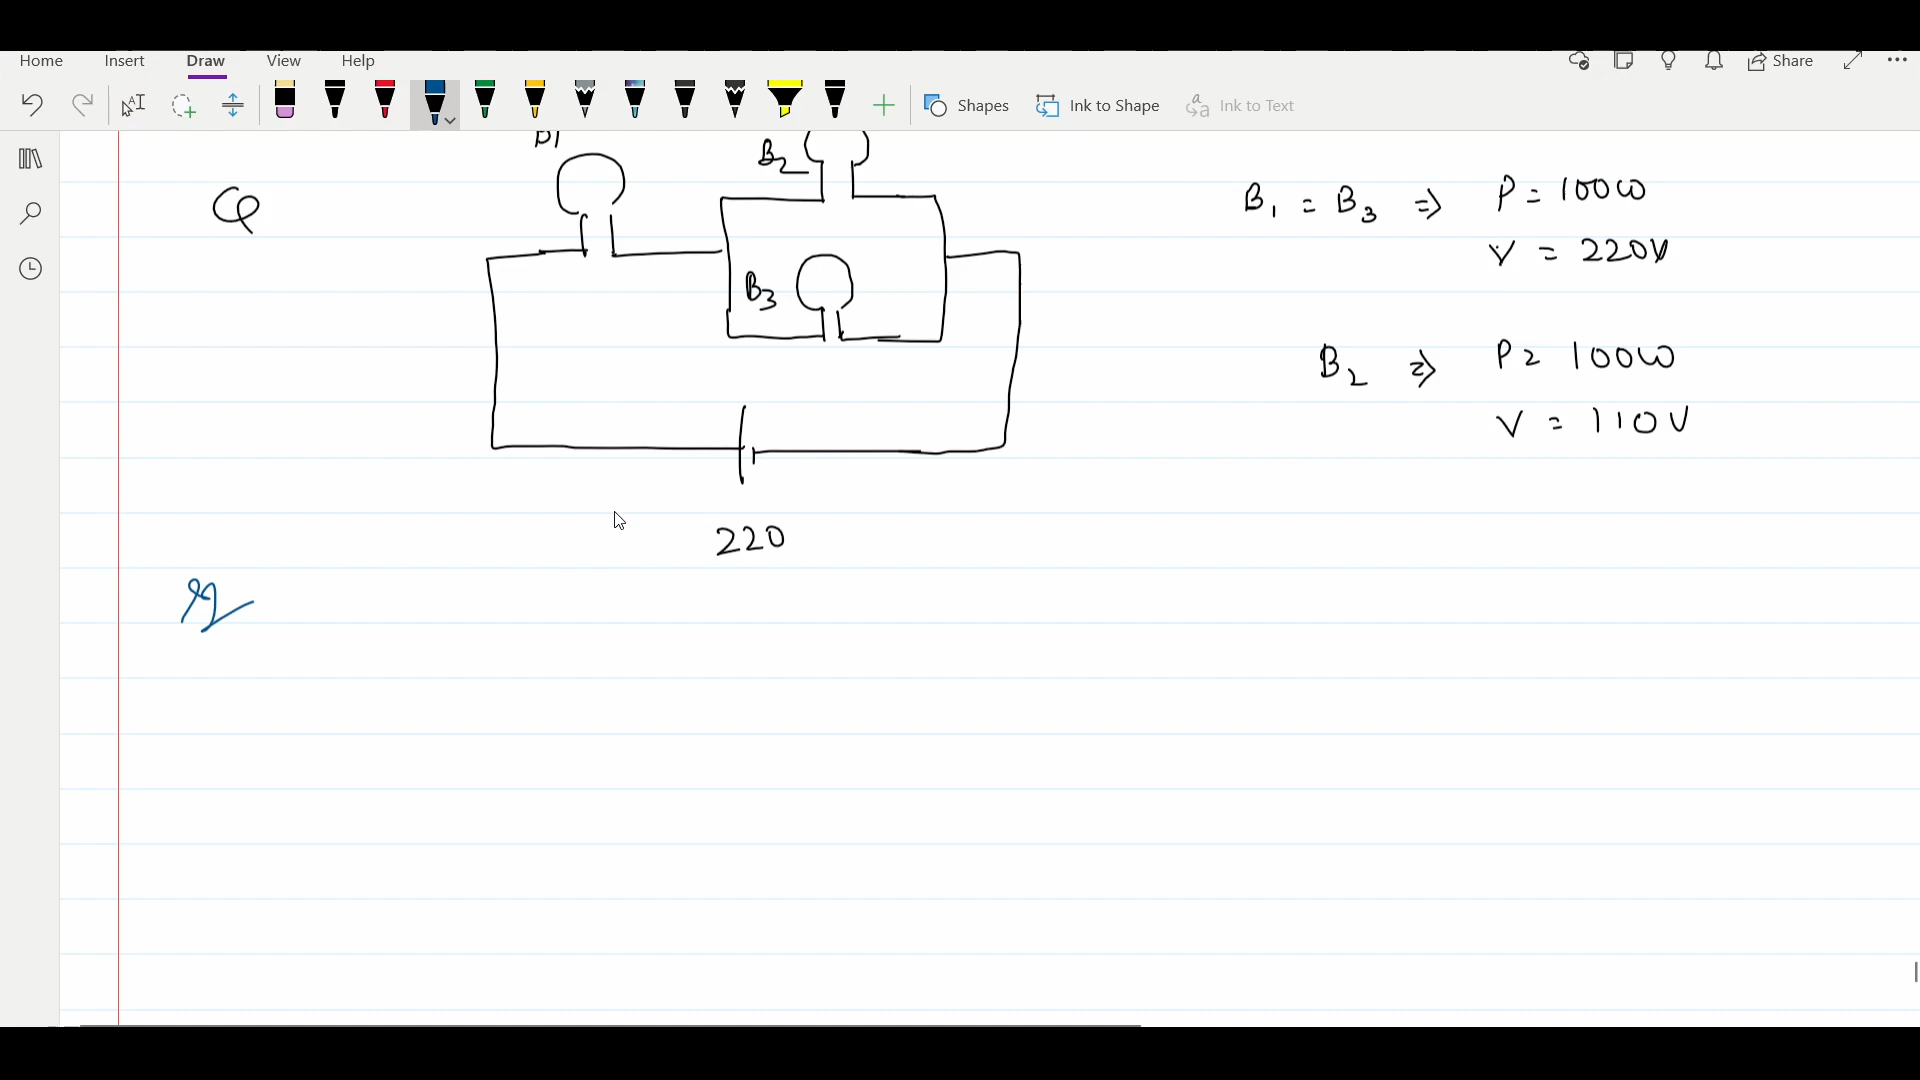 Home Insert Draw View Help Share
Shapes Ink to Shape Ink to Text
B1
B2
Q
B1 = B3 ⇒ P = 100W
V = 220V
B3
B2 ⇒ P = 100W
V = 110V
220